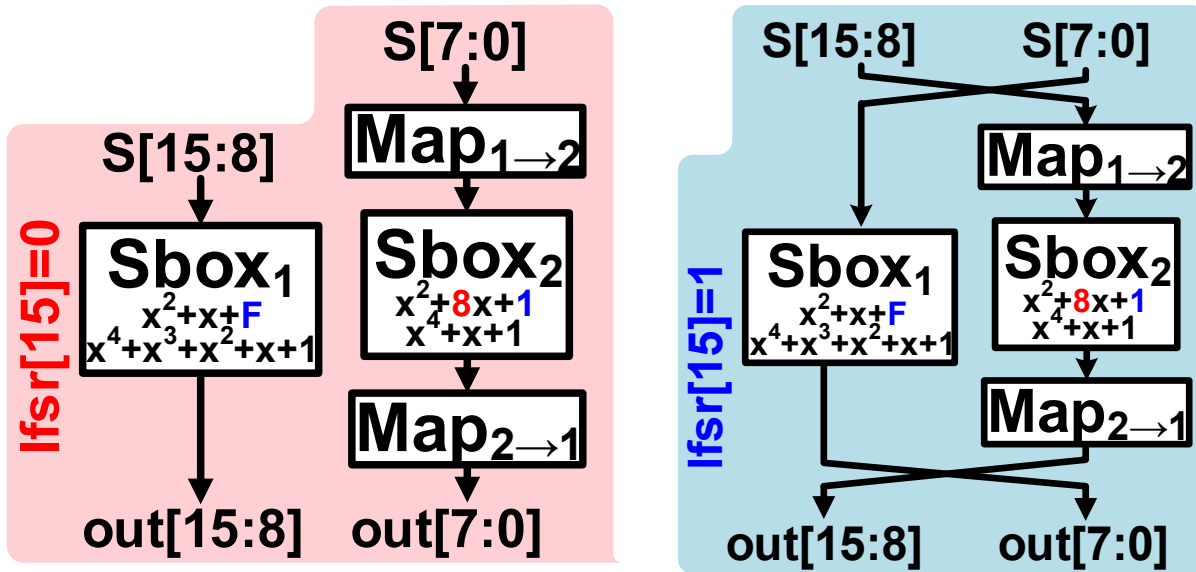 S[7:0]
Map1→2
S[15:8]
lfsr[15]=0
Sbox1
x²+x+F
x⁴+x³+x²+x+1
Sbox2
x²+8x+1
x⁴+x+1
Map2→1
out[15:8]
out[7:0]
S[15:8]
S[7:0]
Map1→2
lfsr[15]=1
Sbox1
x²+x+F
x⁴+x³+x²+x+1
Sbox2
x²+8x+1
x⁴+x+1
Map2→1
out[15:8]
out[7:0]